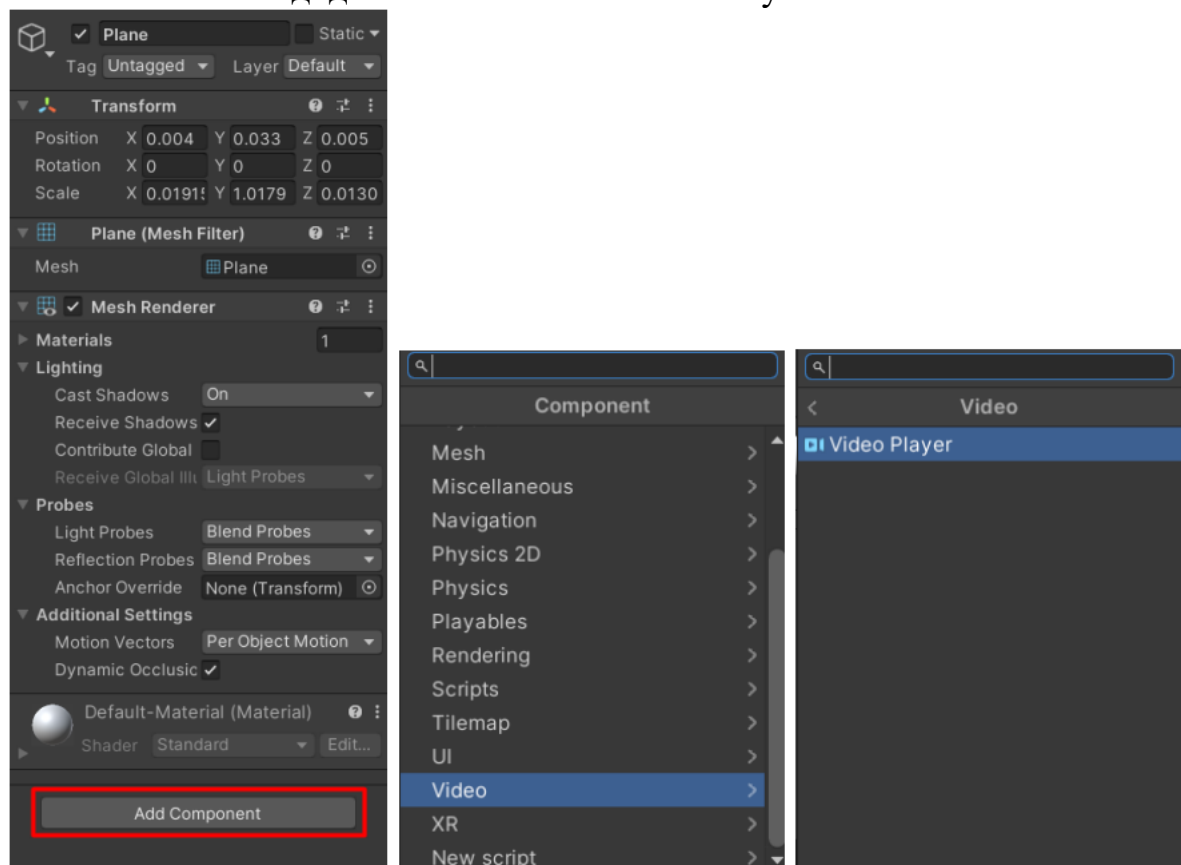 Plane
Static
Tag Untagged Layer Default
Transform
Position X 0.004 Y 0.033 Z 0.005
Rotation X 0 Y 0 Z 0
Scale X 0.0191 Y 1.0179 Z 0.0130
Plane (Mesh Filter)
Mesh Plane
Mesh Renderer
Materials 1
Lighting
Cast Shadows On
Receive Shadows
Contribute Global
Receive Global Illu Light Probes
Probes
Light Probes Blend Probes
Reflection Probes Blend Probes
Anchor Override None (Transform)
Additional Settings
Motion Vectors Per Object Motion
Dynamic Occlusic
Default-Material (Material)
Shader Standard Edit...
Add Component
Component
Mesh
Miscellaneous
Navigation
Physics 2D
Physics
Playables
Rendering
Scripts
Tilemap
UI
Video
XR
New script
Video
Video Player